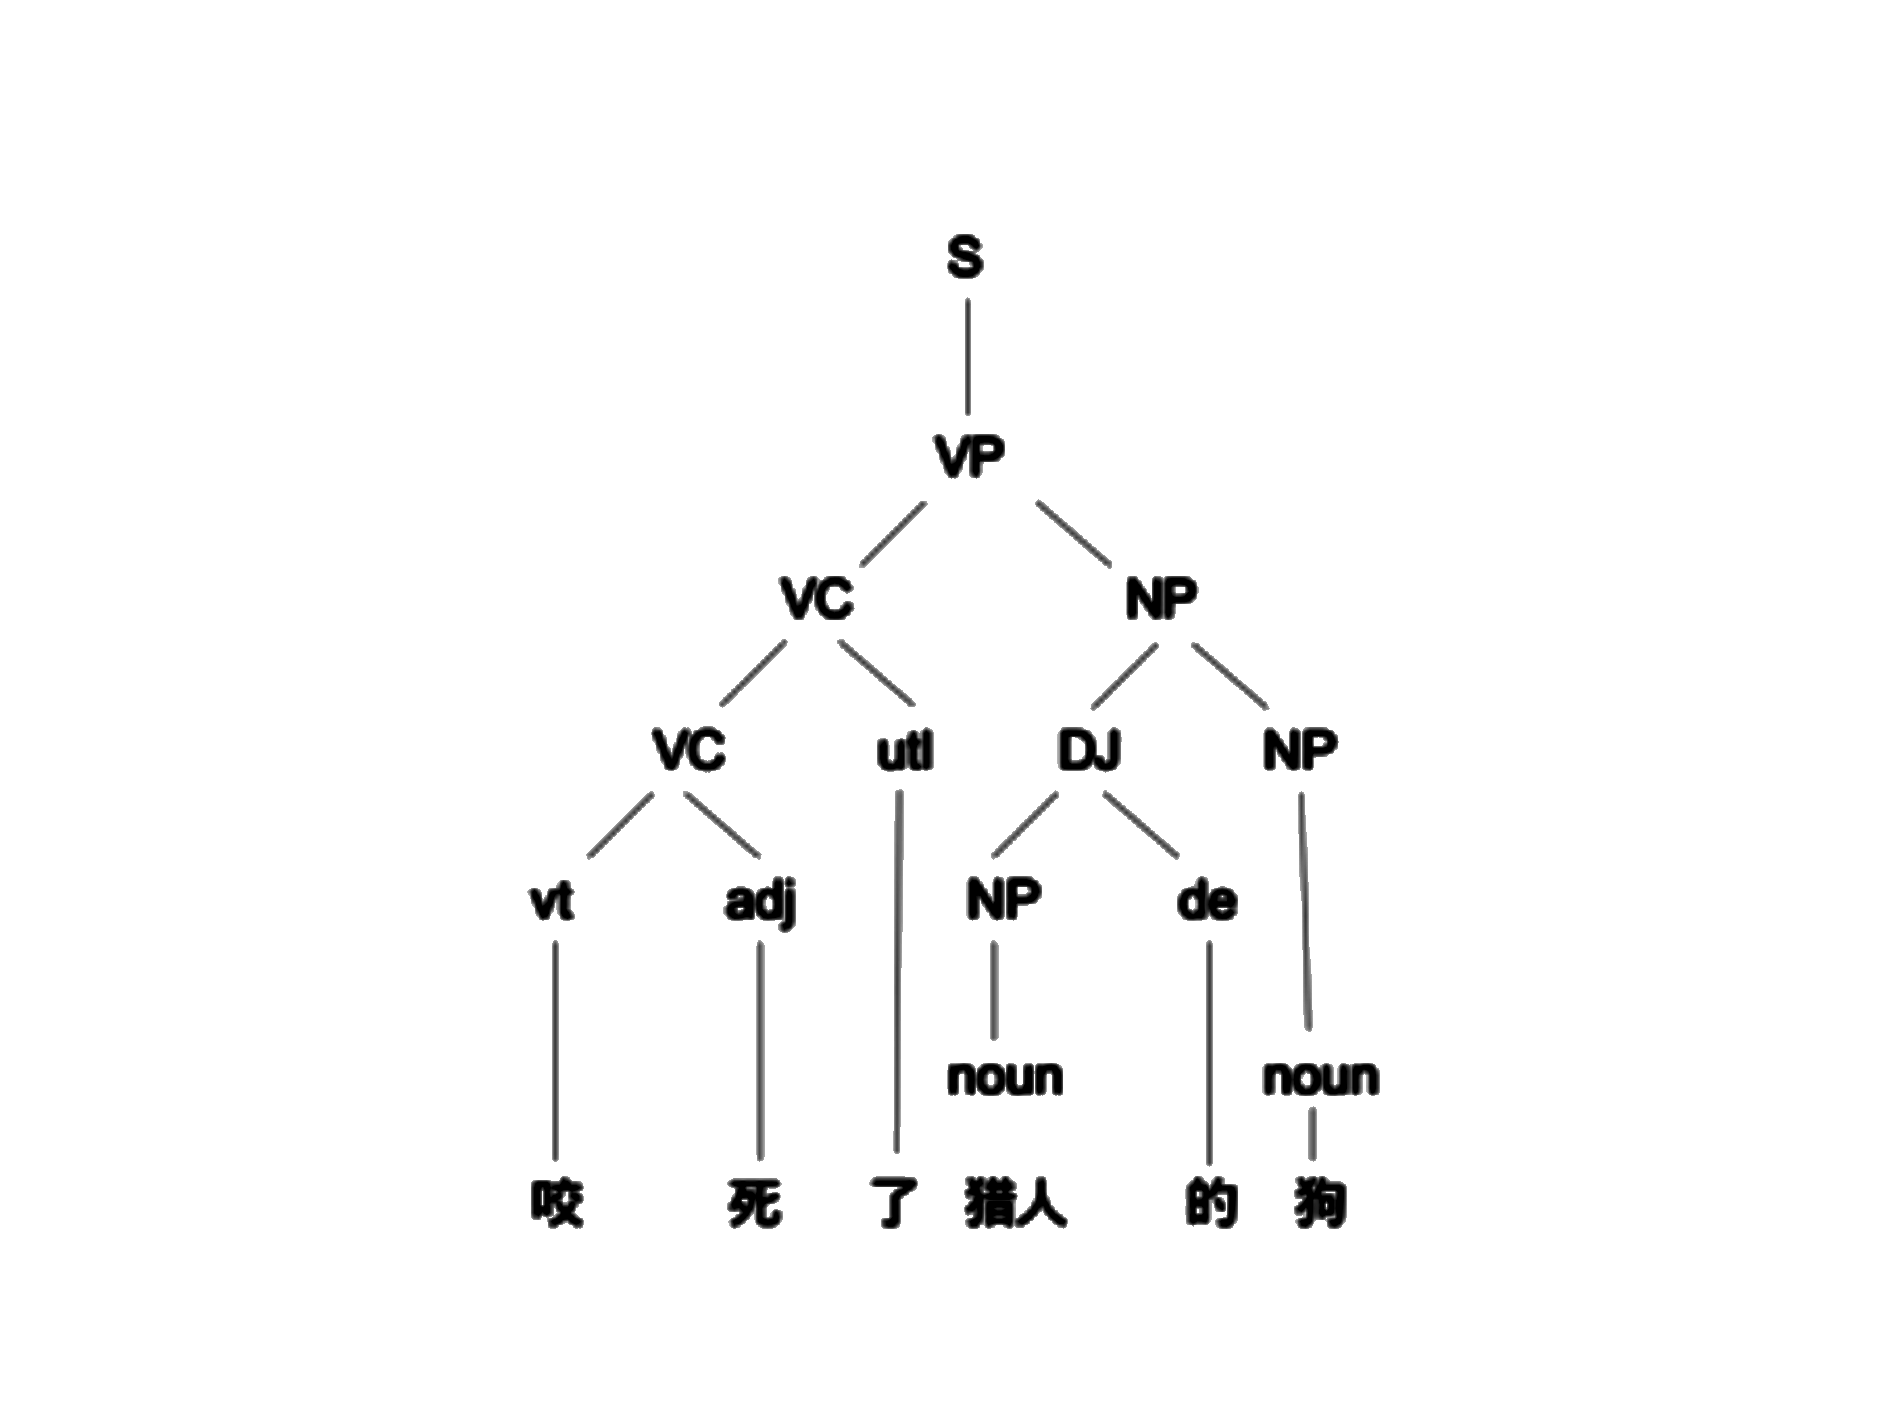 S
VP
VC NP
VC utl DJ NP
vt adj NP de
noun noun
咬 死 了 猎人 的 狗